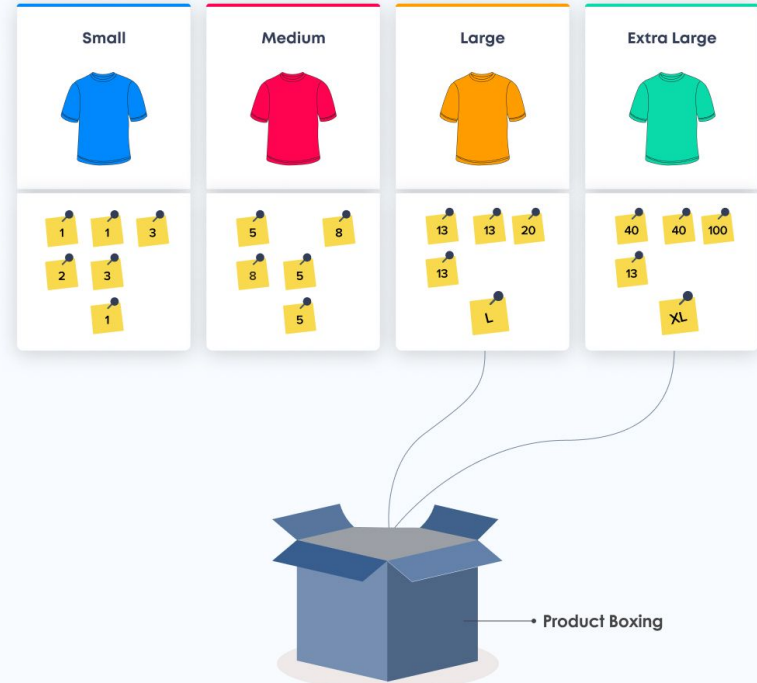 Small
Medium
Large
Extra Large
1 1 3
2 3
1
5 8
8 5
5
13 13 20
13
L
40 40 100
13
XL
Product Boxing